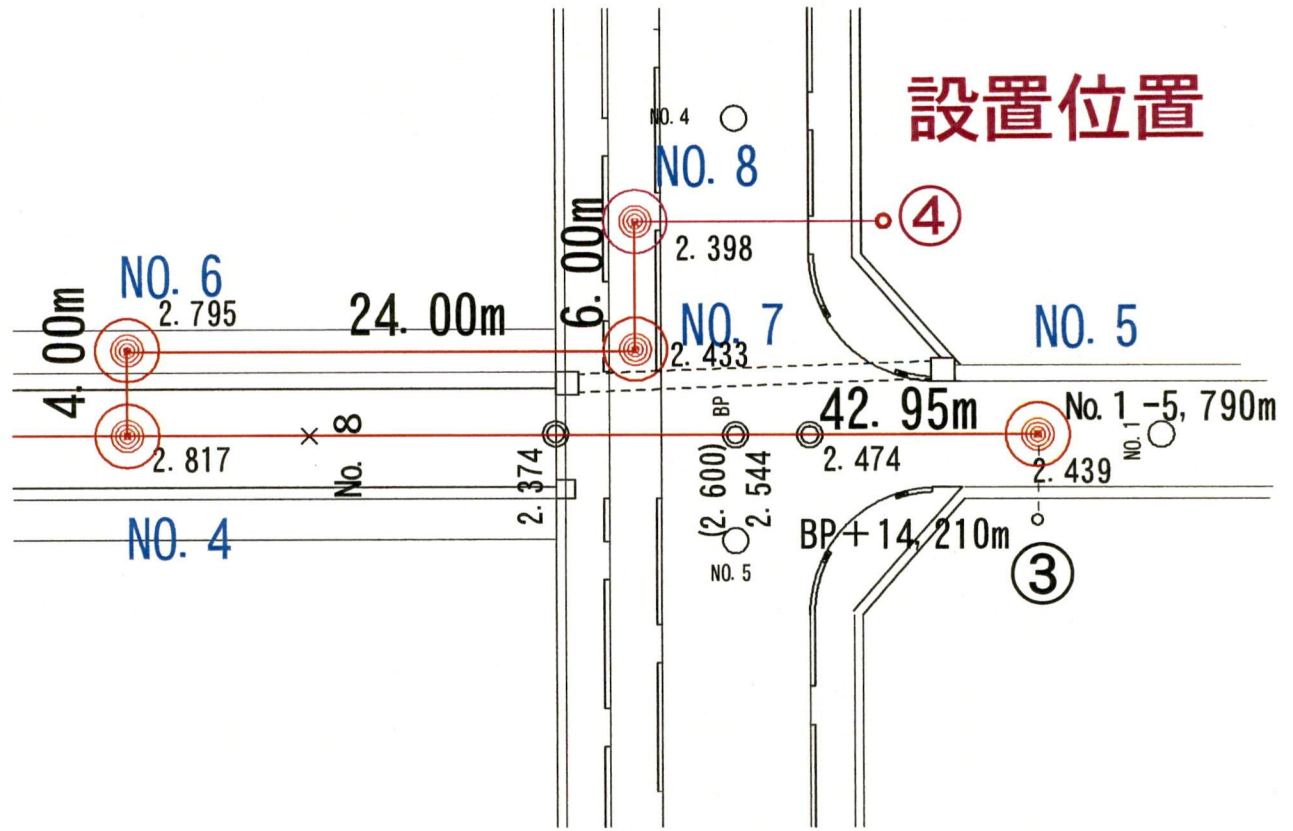 設置位置
NO. 4
NO. 8
④
2. 398
6. 00m
NO. 6
2. 795
24. 00m
4. 00m
NO. 7
2. 433
NO. 5
BP
42. 95m
No. 1 -5, 790m
NO. 1
2. 817
No. 8
2. 374
(2. 600)
2. 544
2. 474
2. 439
NO. 4
BP + 14, 210m
NO. 5
③